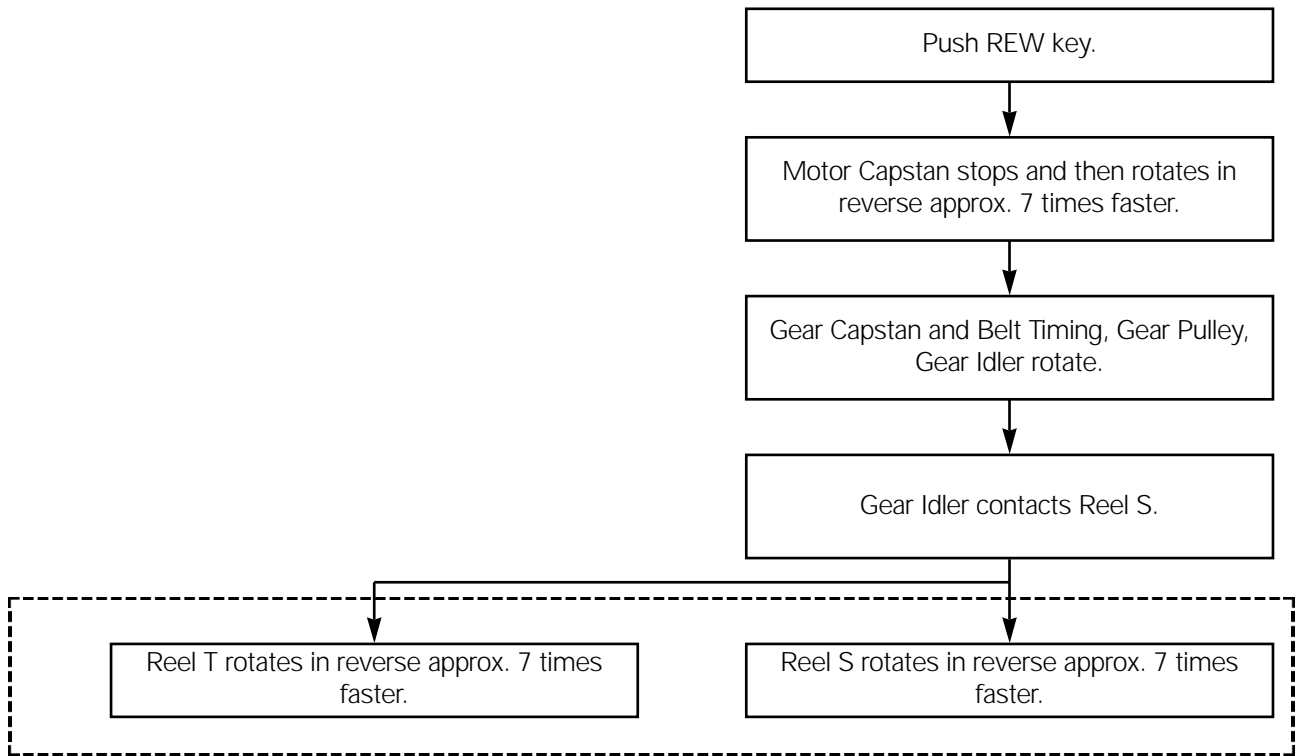 Push REW key.
Motor Capstan stops and then rotates in
reverse approx. 7 times faster.
Gear Capstan and Belt Timing, Gear Pulley,
Gear Idler rotate.
Gear Idler contacts Reel S.
Reel T rotates in reverse approx. 7 times
faster.
Reel S rotates in reverse approx. 7 times
faster.